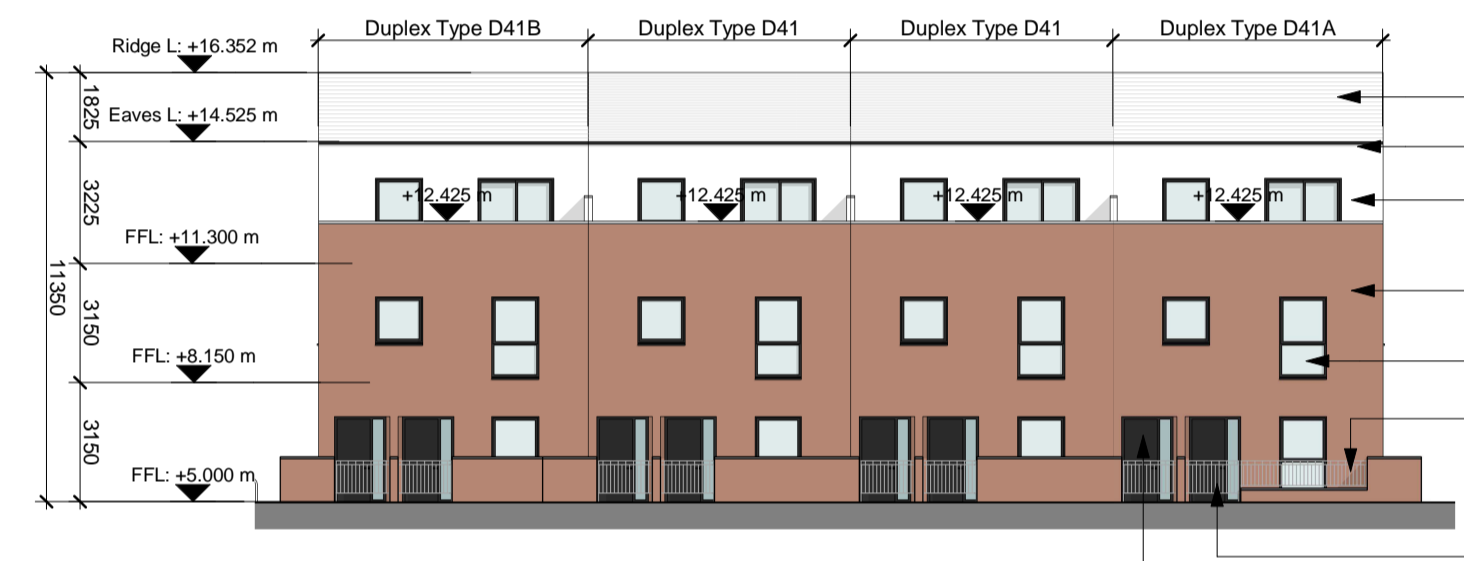 Duplex Type D41B
Duplex Type D41
Duplex Type D41
Duplex Type D41A
Ridge L: +16.352 m
18225
Eaves L: +14.525 m
3225
+12.425 m
+12.425 m
+12.425 m
+12.425 m
FFL: +11.300 m
11350
3150
FFL: +8.150 m
3150
FFL: +5.000 m